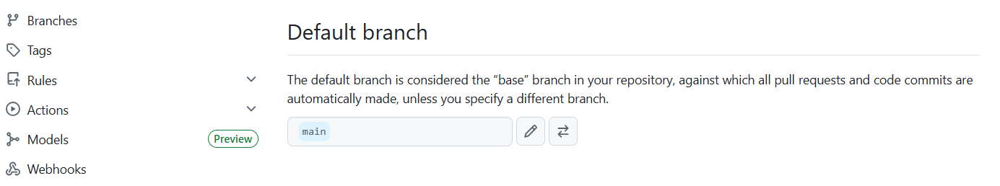 Branches
Tags
Rules
Actions
Models
Preview
Webhooks
Default branch
The default branch is considered the “base” branch in your repository, against which all pull requests and code commits are
automatically made, unless you specify a different branch.
main